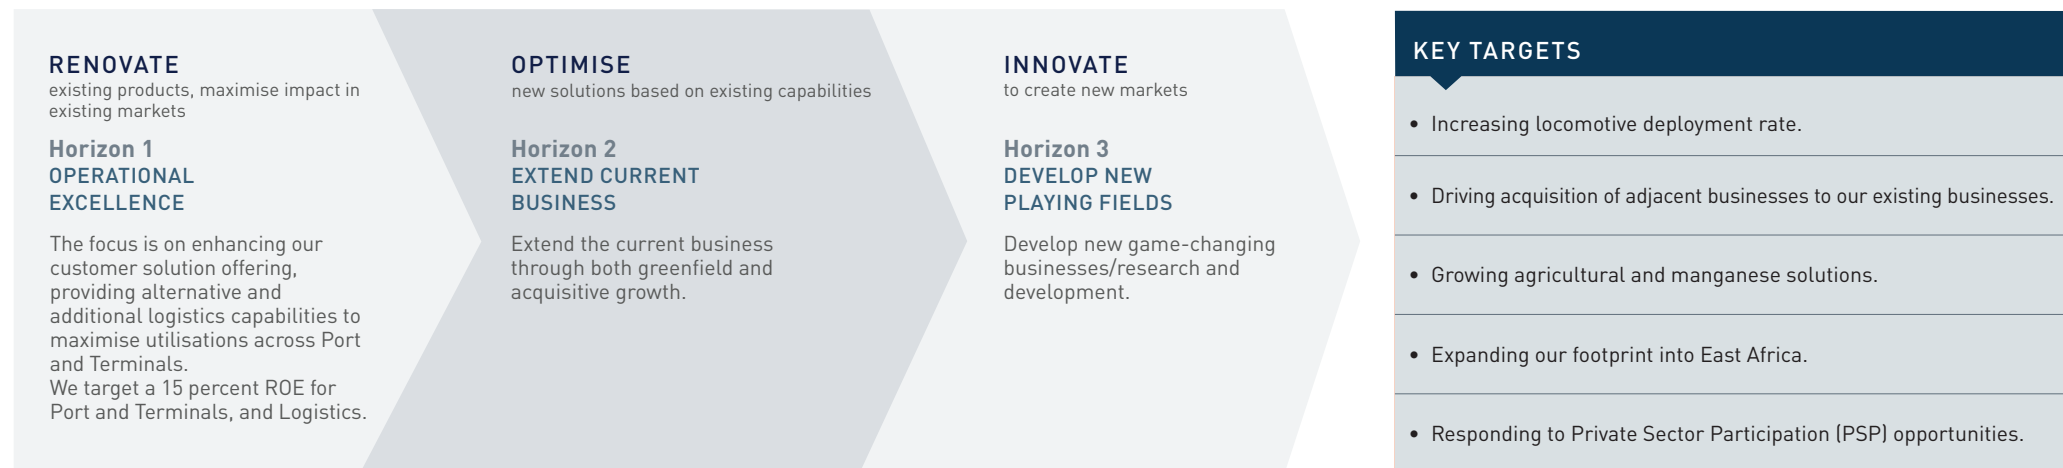 RENOVATE
existing products, maximise impact in
existing markets
Horizon 1
OPERATIONAL
EXCELLENCE
The focus is on enhancing our
customer solution offering,
providing alternative and
additional logistics capabilities to
maximise utilisations across Port
and Terminals.
We target a 15 percent ROE for
Port and Terminals, and Logistics.
OPTIMISE
new solutions based on existing capabilities
Horizon 2
EXTEND CURRENT
BUSINESS
Extend the current business
through both greenfield and
acquisitive growth.
INNOVATE
to create new markets
Horizon 3
DEVELOP NEW
PLAYING FIELDS
Develop new game-changing
businesses/research and
development.
KEY TARGETS
• Increasing locomotive deployment rate.
• Driving acquisition of adjacent businesses to our existing businesses.
• Growing agricultural and manganese solutions.
• Expanding our footprint into East Africa.
• Responding to Private Sector Participation (PSP) opportunities.